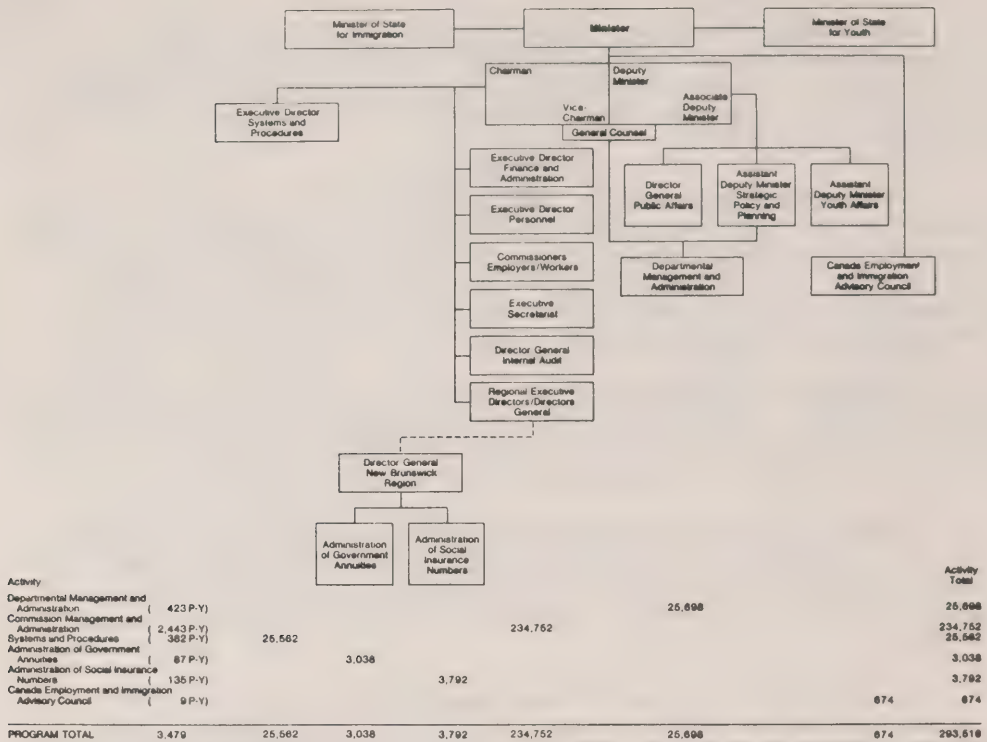 Minister of State
for Immigration
Minister
Minister of State
for Youth
Chairman
Deputy
Minister
Vice-
Chairman
Associate
Deputy
Minister
General Counsel
Executive Director
Systems and
Procedures
Executive Director
Finance and
Administration
Executive Director
Personnel
Commissioners
Employers/Workers
Executive
Secretariat
Director General
Internal Audit
Regional Executive
Directors/Directors
General
Director
General
Public Affairs
Assistant
Deputy Minister
Strategic
Policy and
Planning
Assistant
Deputy Minister
Youth Affairs
Departmental
Management and
Administration
Canada Employment
and Immigration
Advisory Council
Director General
New Brunswick
Region
Administration
of Government
Annuities
Administration
of Social
Insurance
Numbers
Activity
Activity
Total
Departmental Management and
Administration ( 423 P-Y) 25,698 25,698
Commission Management and
Administration ( 2,443 P-Y) 234,752 234,752
Systems and Procedures ( 382 P-Y) 25,562 25,562
Administration of Government
Annuities ( 87 P-Y) 3,038 3,038
Administration of Social Insurance
Numbers ( 135 P-Y) 3,792 3,792
Canada Employment and Immigration
Advisory Council ( 9 P-Y) 674 674
PROGRAM TOTAL 3,479 25,562 3,038 3,792 234,752 25,698 674 293,516